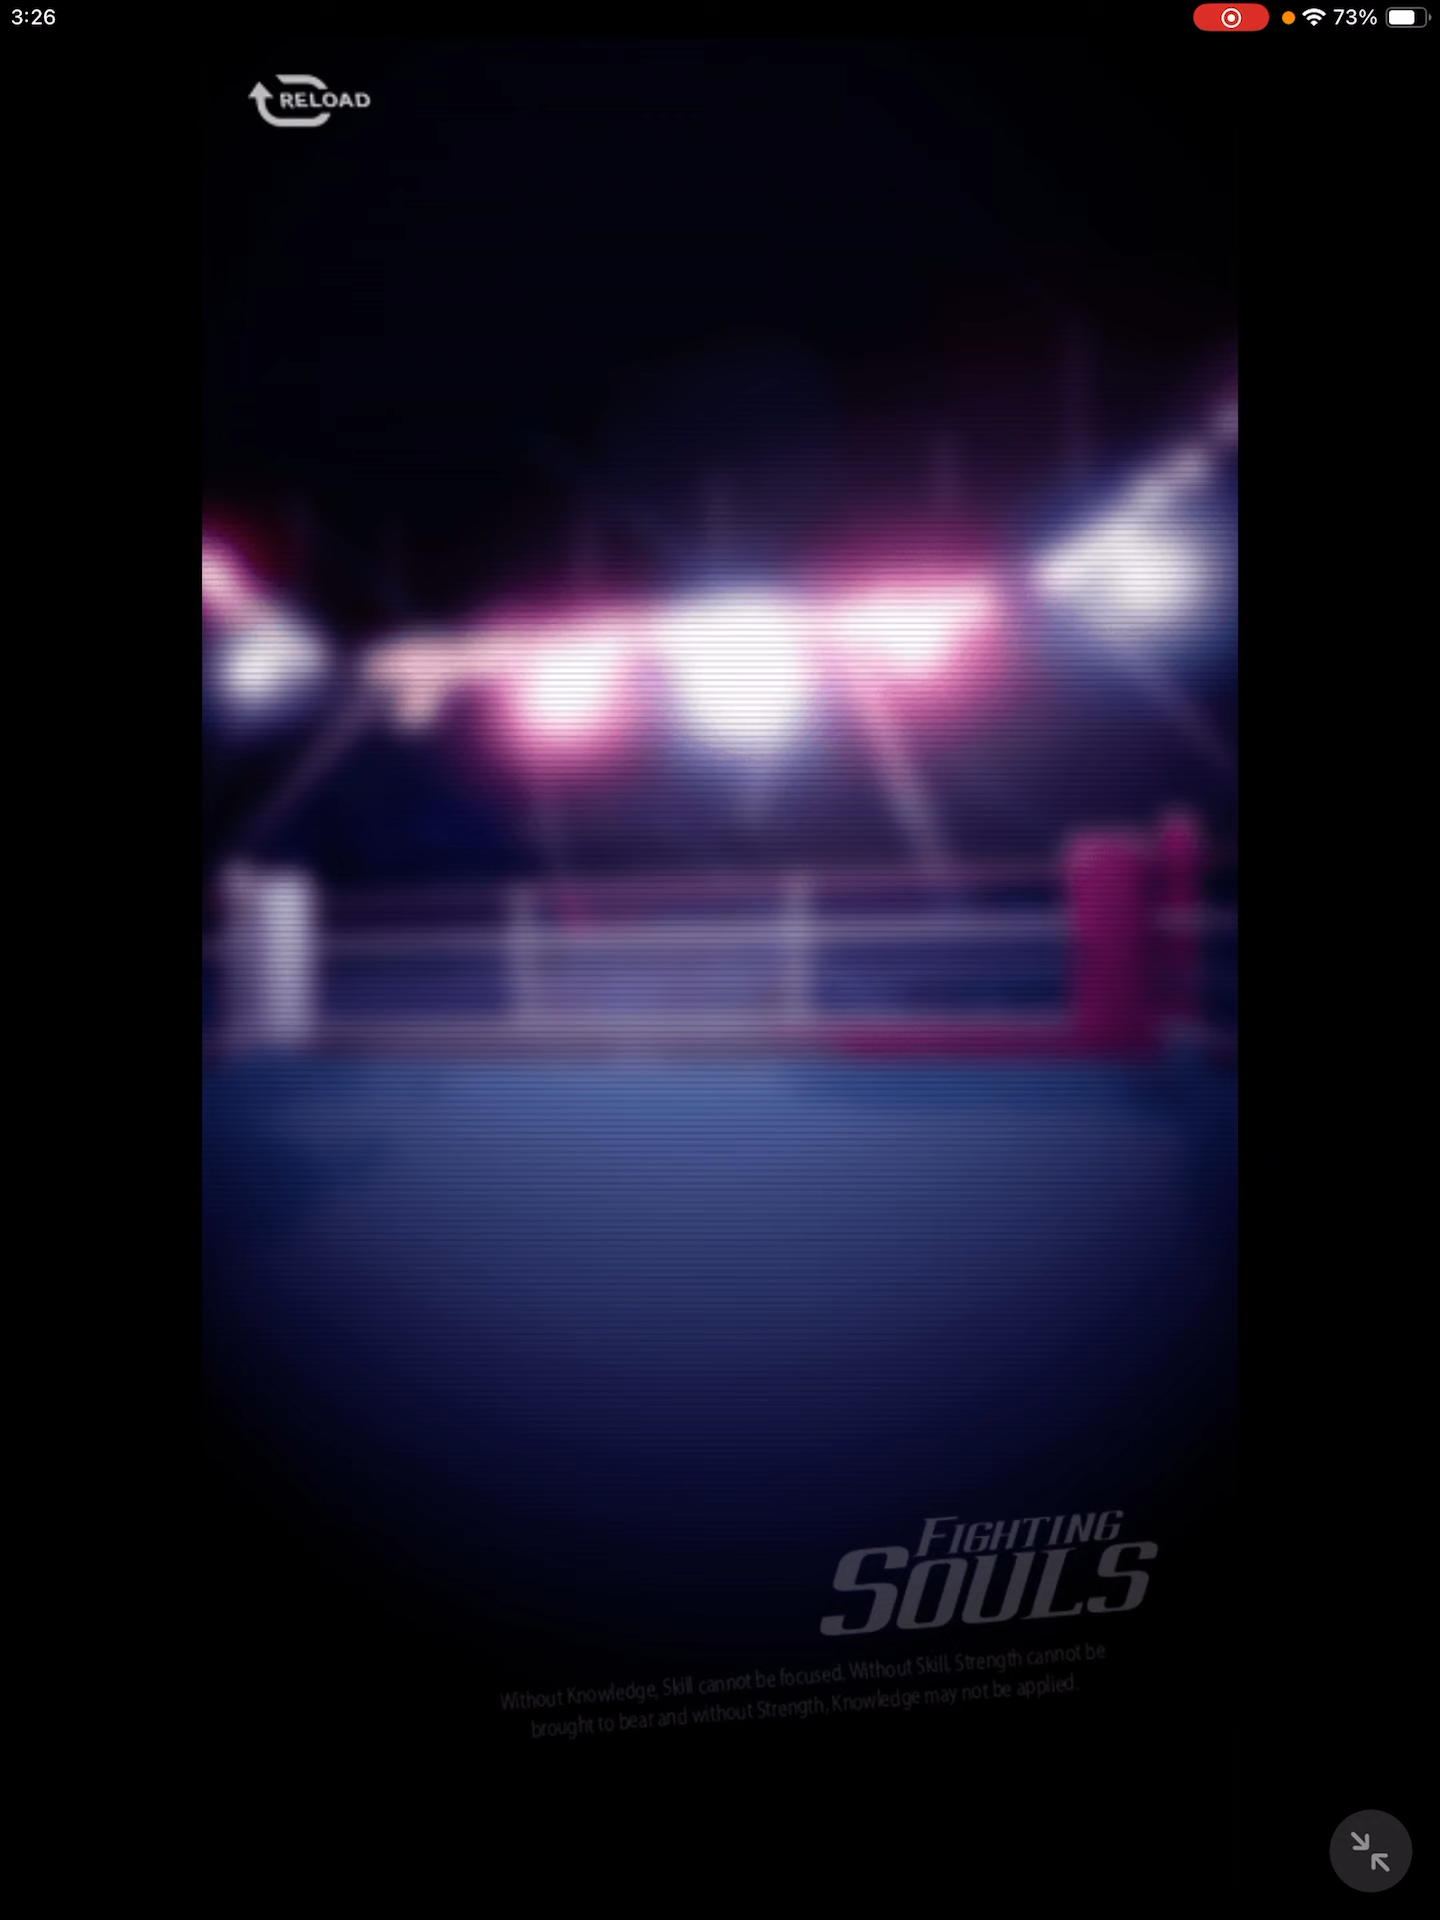 3:26
73%
RELOAD
FIGHTING
SOULS
Without Knowledge, Skill cannot be focused. Without Skill, Strength cannot be
brought to bear and without Strength, Knowledge may not be applied.